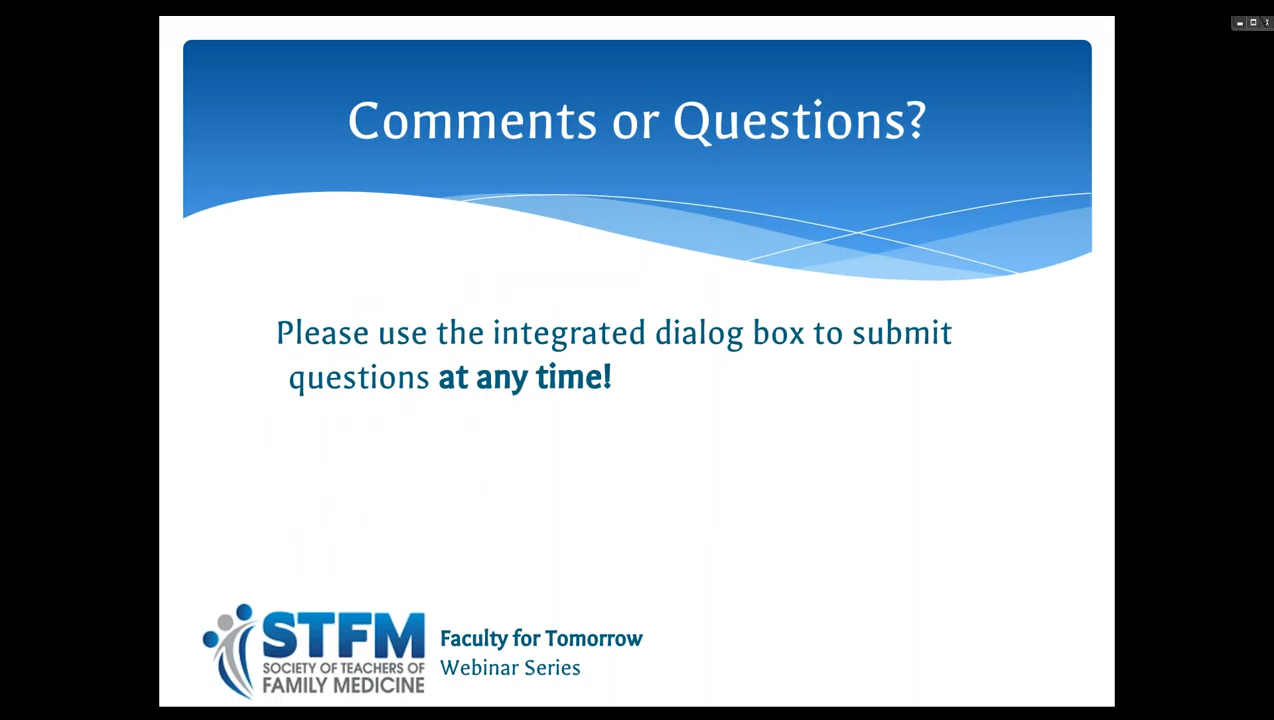 Comments or Questions?
Please use the integrated dialog box to submit
questions at any time!
STFM
SOCIETY OF TEACHERS OF
FAMILY MEDICINE
Faculty for Tomorrow
Webinar Series